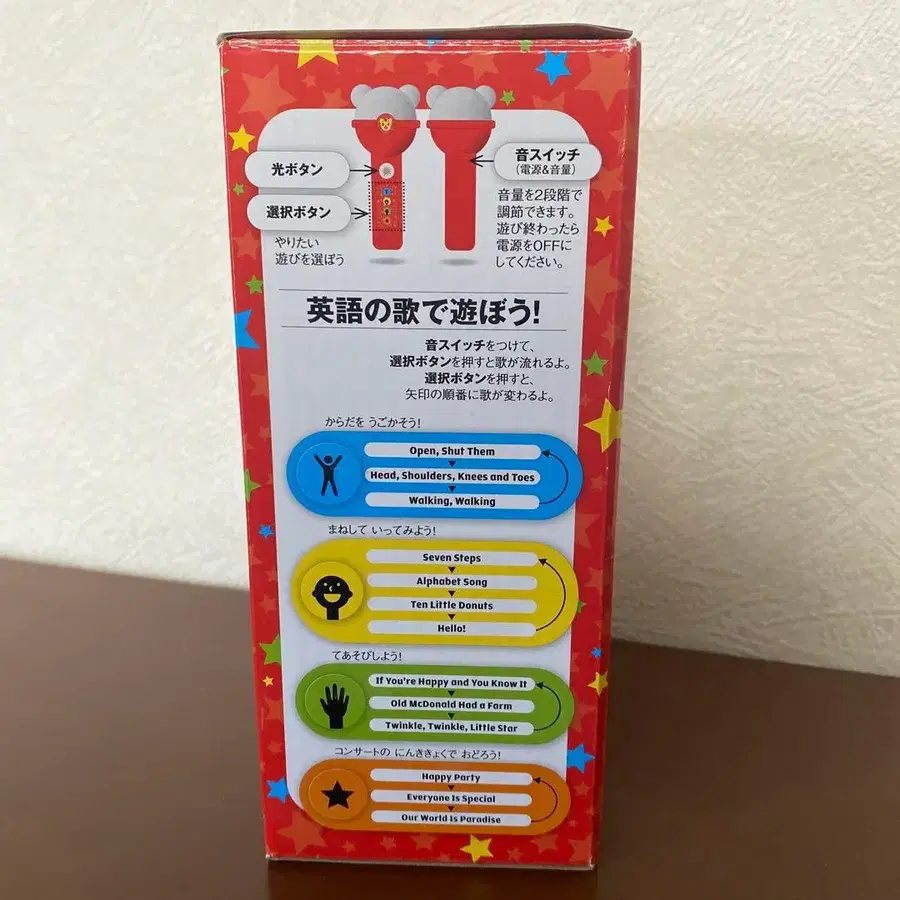 光ボタン
選択ボタン
やりたい
遊びを選ぼう
音スイッチ
(電源&音量)
音量を2段階で
調節できます。
遊び終わったら
電源をOFFに
してください。
英語の歌で遊ぼう!
音スイッチをつけて、
選択ボタンを押すと歌が流れるよ。
選択ボタンを押すと、
矢印の順番に歌が変わるよ。
からだを うごかそう!
Open, Shut Them
Head, Shoulders, Knees and Toes
Walking, Walking
まねして いってみよう!
Seven Steps
Alphabet Song
Ten Little Donuts
Hello!
てあそびしよう!
If You're Happy and You Know It
Old McDonald Had a Farm
Twinkle, Twinkle, Little Star
コンサートの にんききょくで おどろう!
Happy Party
Everyone Is Special
Our World Is Paradise